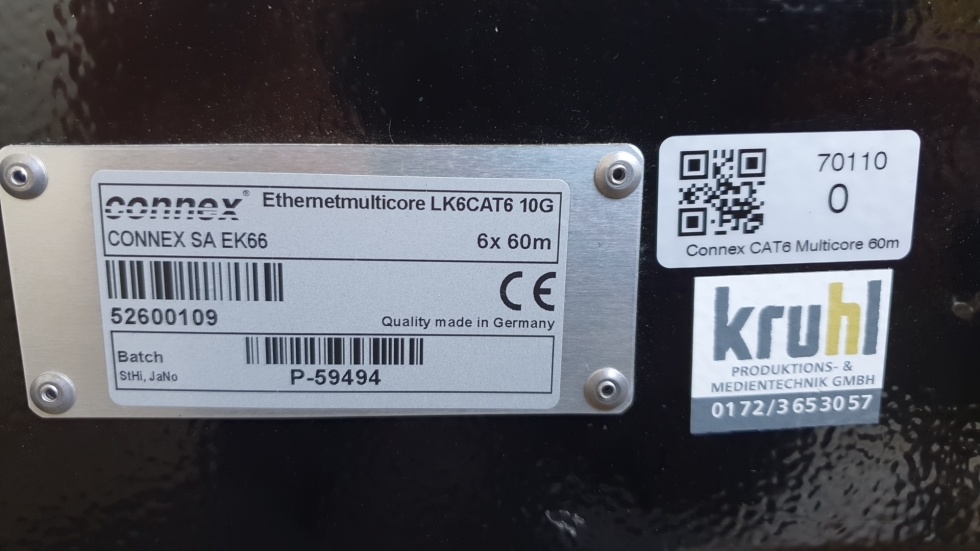 connex® Ethernetmulticore LK6CAT6 10G
CONNEX SA EK66 6x 60m
CE
52600109
Quality made in Germany
Batch
StHi, JaNo
P-59494
70110
0
Connex CAT6 Multicore 60m
kruhl
PRODUKTIONS- &
MEDIENTECHNIK GMBH
0172/3653057